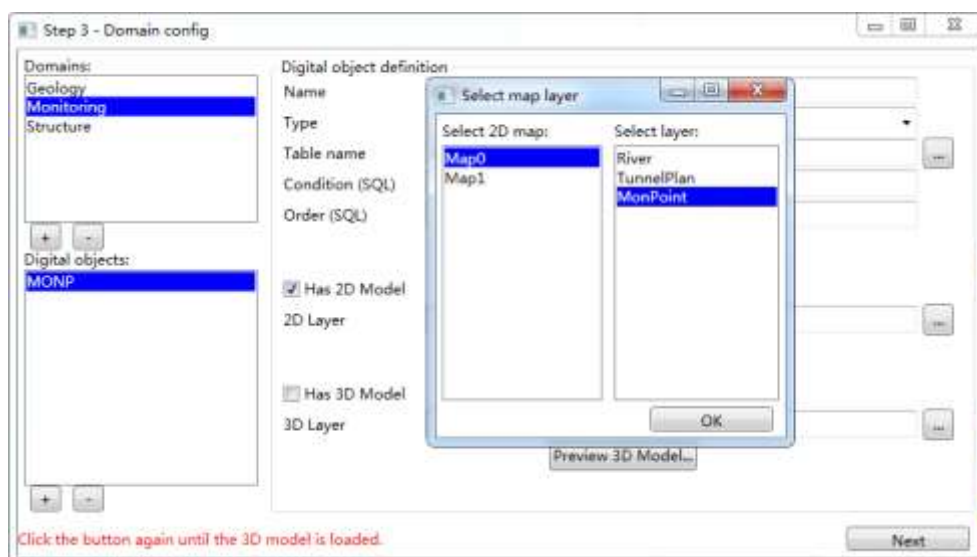 Step 3 - Domain config
Domains:
Geology
Monitoring
Structure
+ -
Digital objects:
MONP
+ -
Digital object definition
Name
Type
Table name
...
Condition (SQL)
Order (SQL)
Has 2D Model
2D Layer
...
Has 3D Model
3D Layer
...
Preview 3D Model...
Select map layer
Select 2D map:
Map0
Map1
Select layer:
River
TunnelPlan
MonPoint
OK
Click the button again until the 3D model is loaded.
Next